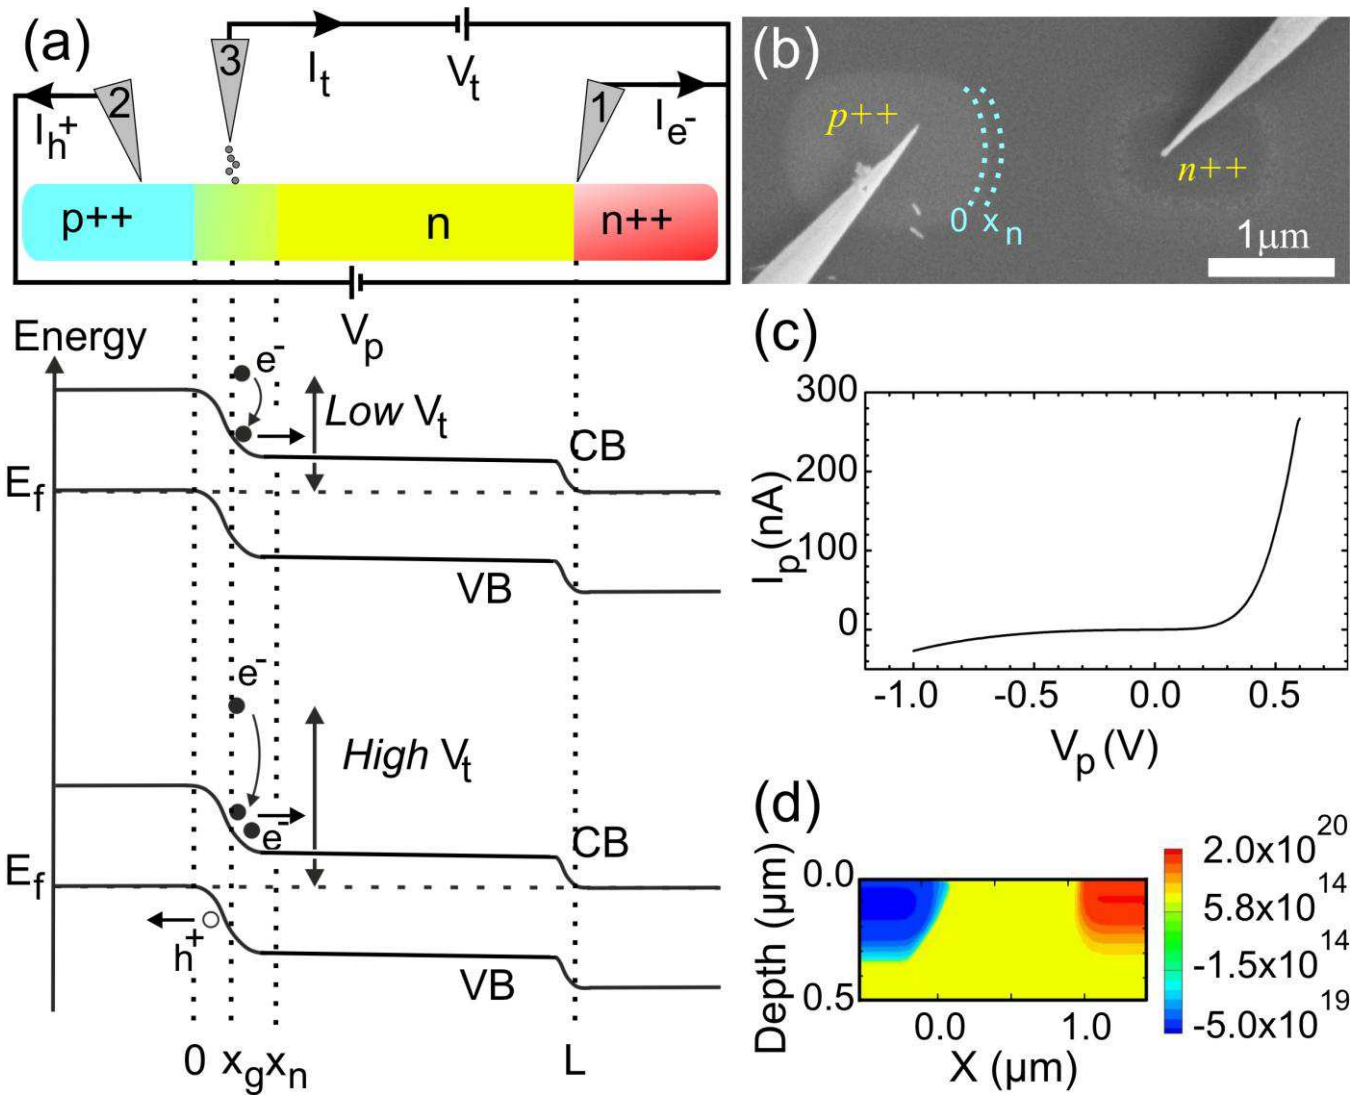 (a)
3
I_t
V_t
2
1
I_h+
I_e-
p++
n
n++
V_p
Energy
e-
Low V_t
CB
E_f
VB
e-
High V_t
e-
CB
E_f
h+
VB
0
x_g
x_n
L
(b)
p++
n++
0
x_n
1µm
(c)
300
200
100
0
I_p (nA)
-1.0
-0.5
0.0
0.5
V_p (V)
(d)
0.0
0.5
Depth (µm)
0.0
1.0
X (µm)
2.0x10^20
5.8x10^14
-1.5x10^14
-5.0x10^19